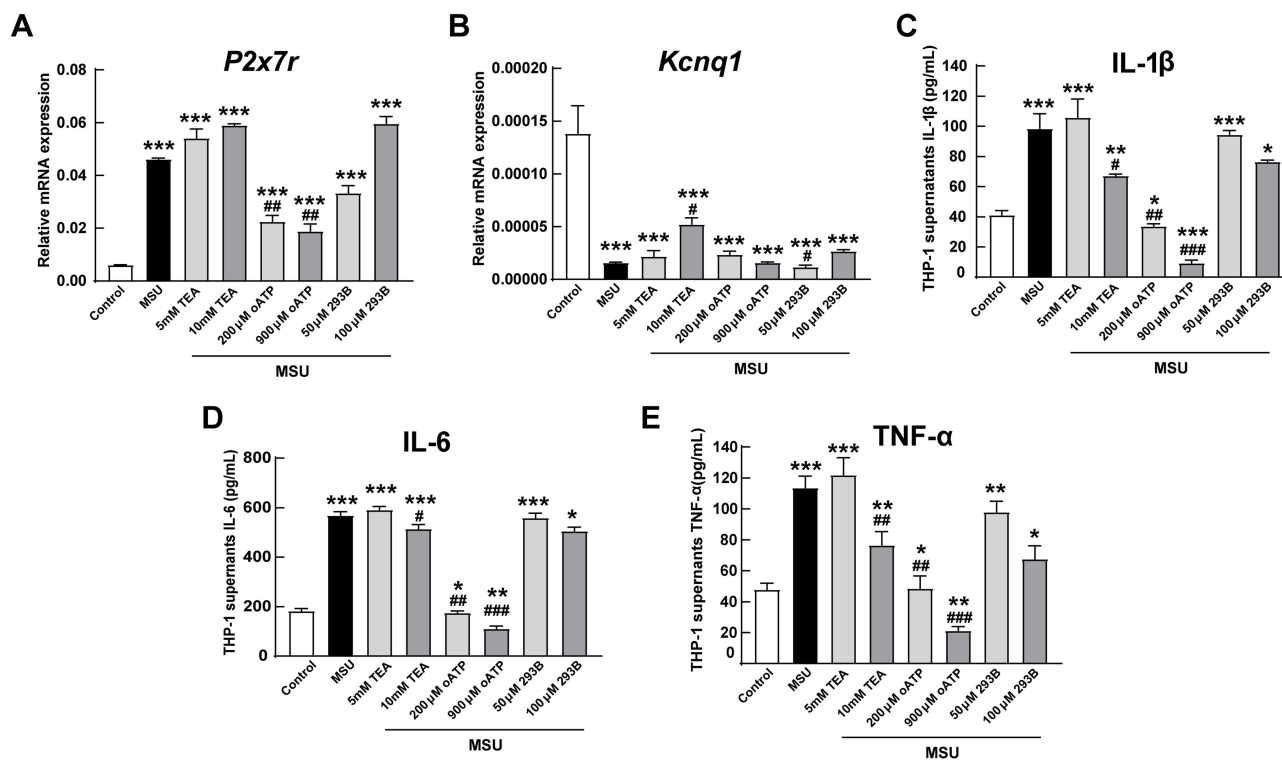 A
P2x7r
Relative mRNA expression
0.08
0.06
0.04
0.02
0.00
***
***
***
***
##
***
##
***
***
Control
MSU
5mM TEA
10mM TEA
200μM oATP
900μM oATP
50μM 293B
100μM 293B
MSU
B
Kcnq1
Relative mRNA expression
0.00020
0.00015
0.00010
0.00005
0.00000
***
***
***
#
***
***
***
#
***
Control
MSU
5mM TEA
10mM TEA
200μM oATP
900μM oATP
50μM 293B
100μM 293B
MSU
C
IL-1β
THP-1 supernatants IL-1β (pg/mL)
140
120
100
80
60
40
20
0
***
***
**
#
*
##
***
###
***
*
Control
MSU
5mM TEA
10mM TEA
200μM oATP
900μM oATP
50μM 293B
100μM 293B
MSU
D
IL-6
THP-1 supernants IL-6 (pg/mL)
800
600
400
200
0
***
***
***
#
*
##
**
###
***
*
Control
MSU
5mM TEA
10mM TEA
200μM oATP
900μM oATP
50μM 293B
100μM 293B
MSU
E
TNF-α
THP-1 supernants TNF-α(pg/mL)
140
120
100
80
60
40
20
0
***
***
**
##
*
##
**
###
**
*
Control
MSU
5mM TEA
10mM TEA
200μM oATP
900μM oATP
50μM 293B
100μM 293B
MSU